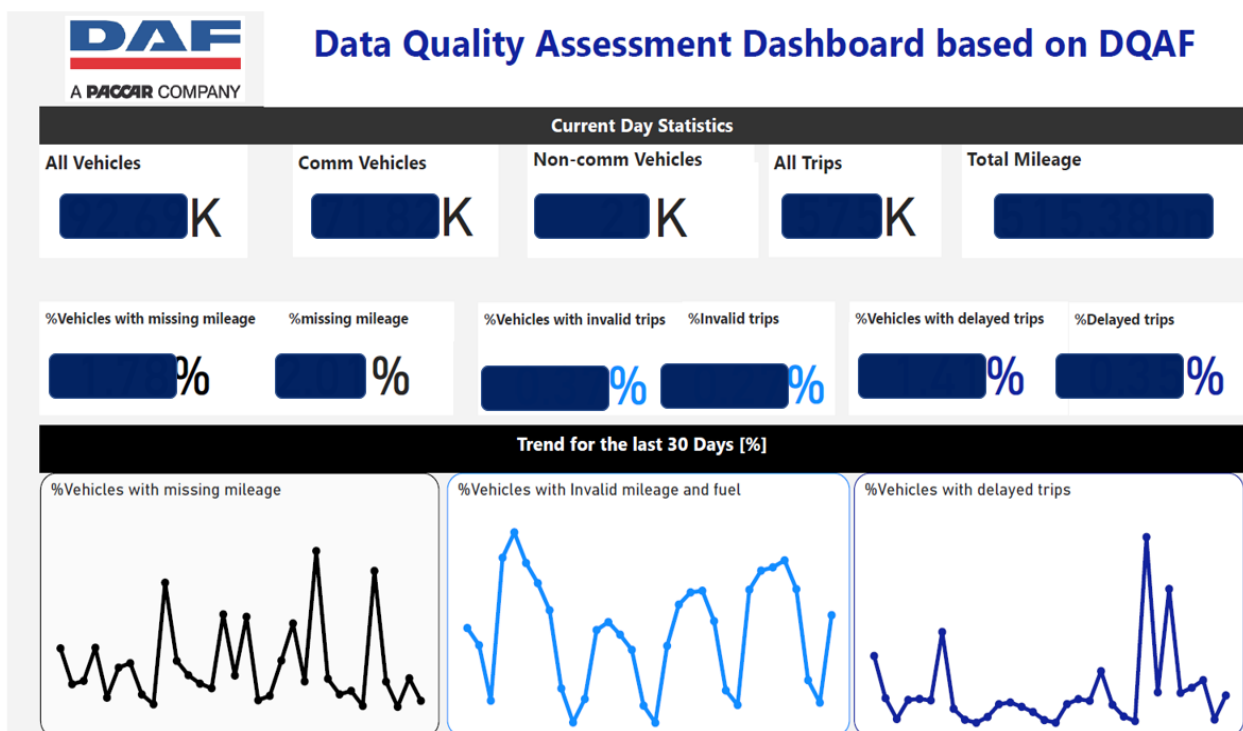 DAF
A PACCAR COMPANY
Data Quality Assessment Dashboard based on DQAF
Current Day Statistics
All Vehicles
Comm Vehicles
Non-comm Vehicles
All Trips
Total Mileage
K
K
K
K
%Vehicles with missing mileage
%missing mileage
%Vehicles with invalid trips
%Invalid trips
%Vehicles with delayed trips
%Delayed trips
%
%
%
%
%
%
Trend for the last 30 Days [%]
%Vehicles with missing mileage
%Vehicles with Invalid mileage and fuel
%Vehicles with delayed trips